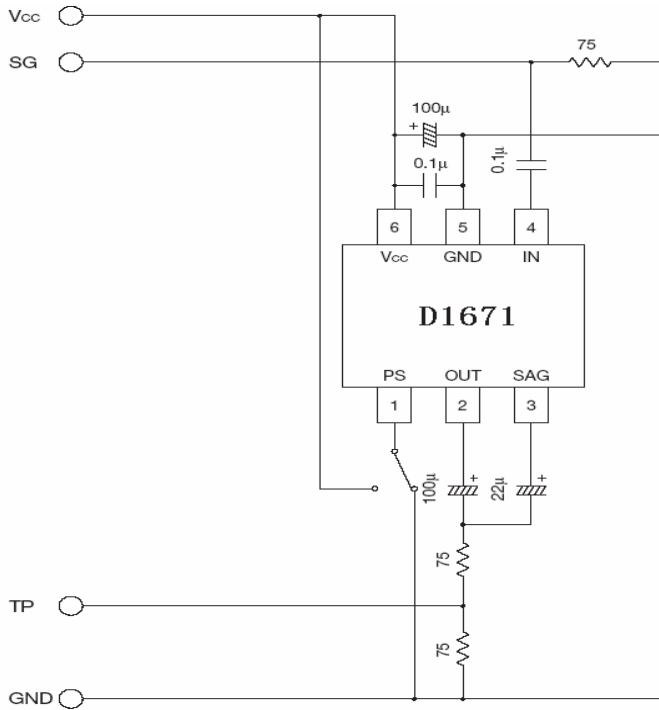 Vcc
SG
75
100μ
+
0.1μ
0.1μ
6
5
4
Vcc
GND
IN
D1671
PS
OUT
SAG
1
2
3
100μ
+
22μ
+
75
TP
75
GND